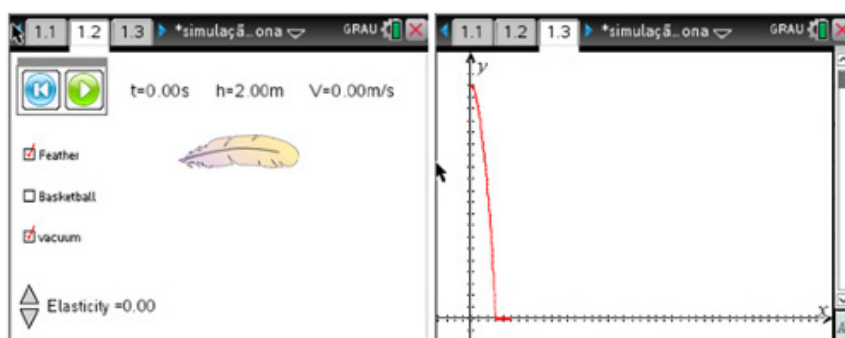 1.1 1.2 1.3 *simulaçã...ona GRAU
t=0.00s h=2.00m V=0.00m/s
Feather
Basketball
vacuum
Elasticity =0.00
1.1 1.2 1.3 *simulaçã...ona GRAU
y
x